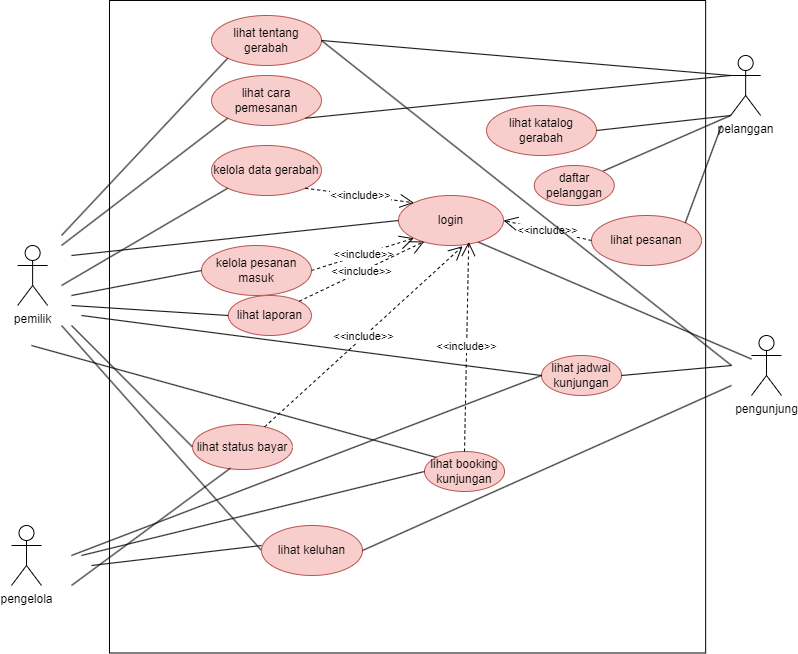 lihat tentang
gerabah
lihat cara
pemesanan
pelanggan
lihat katalog
gerabah
kelola data gerabah
daftar
pelanggan
<<include>>
login
<<include>>
lihat pesanan
<<include>>
kelola pesanan
masuk
<<include>>
pemilik
lihat laporan
<<include>>
<<include>>
lihat jadwal
kunjungan
pengunjung
lihat status bayar
lihat booking
kunjungan
lihat keluhan
pengelola